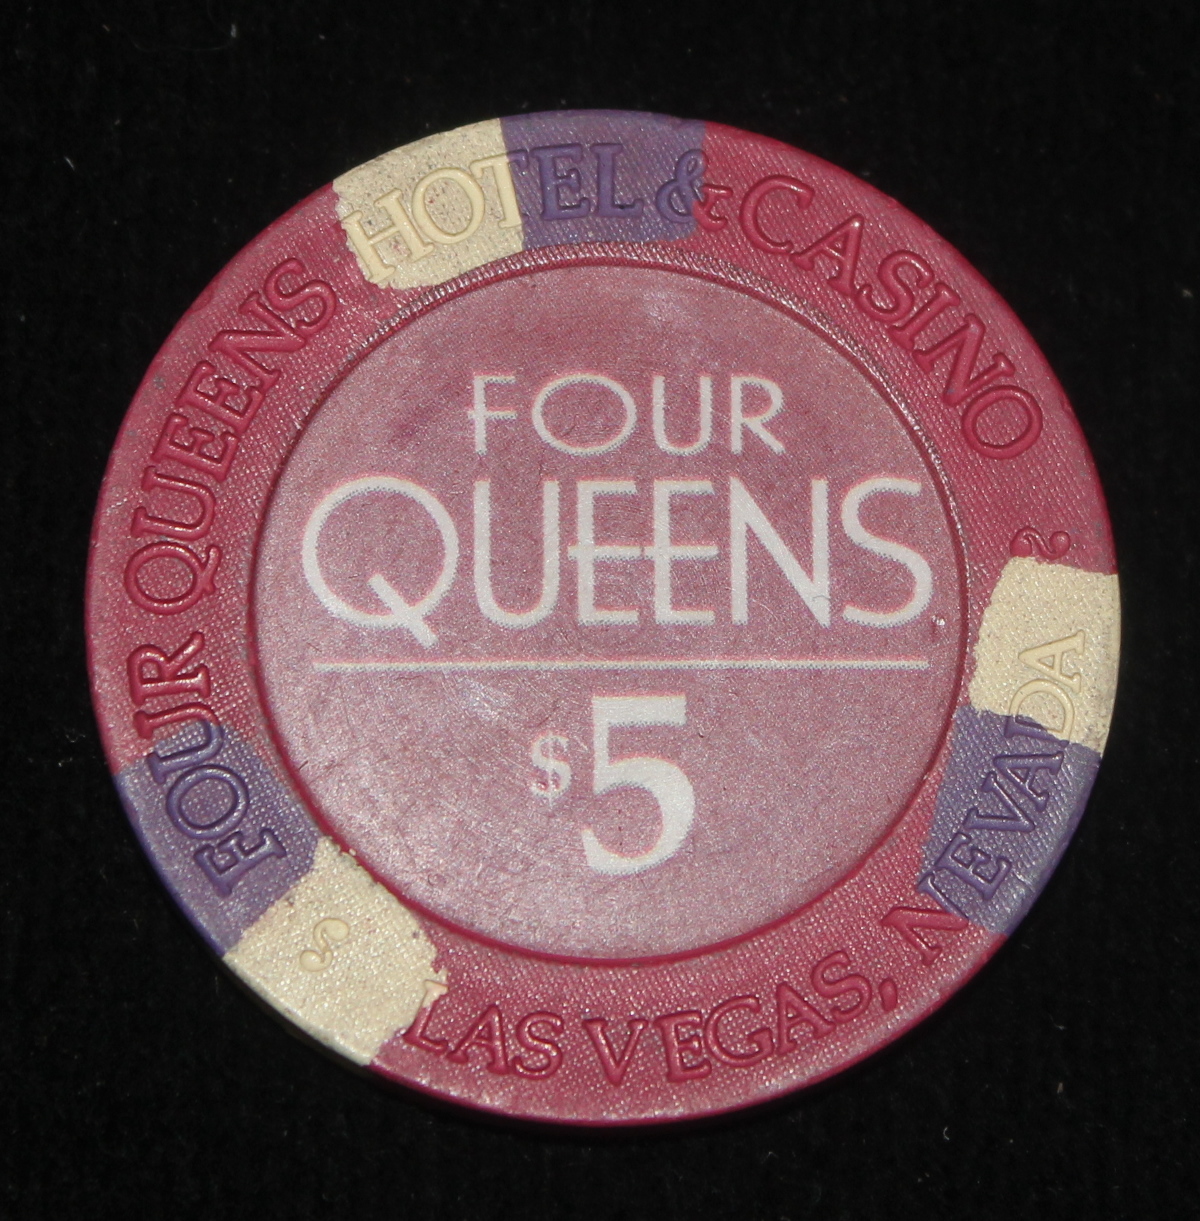 FOUR QUEENS HOTEL & CASINO
FOUR
QUEENS
$5
LAS VEGAS, NEVADA